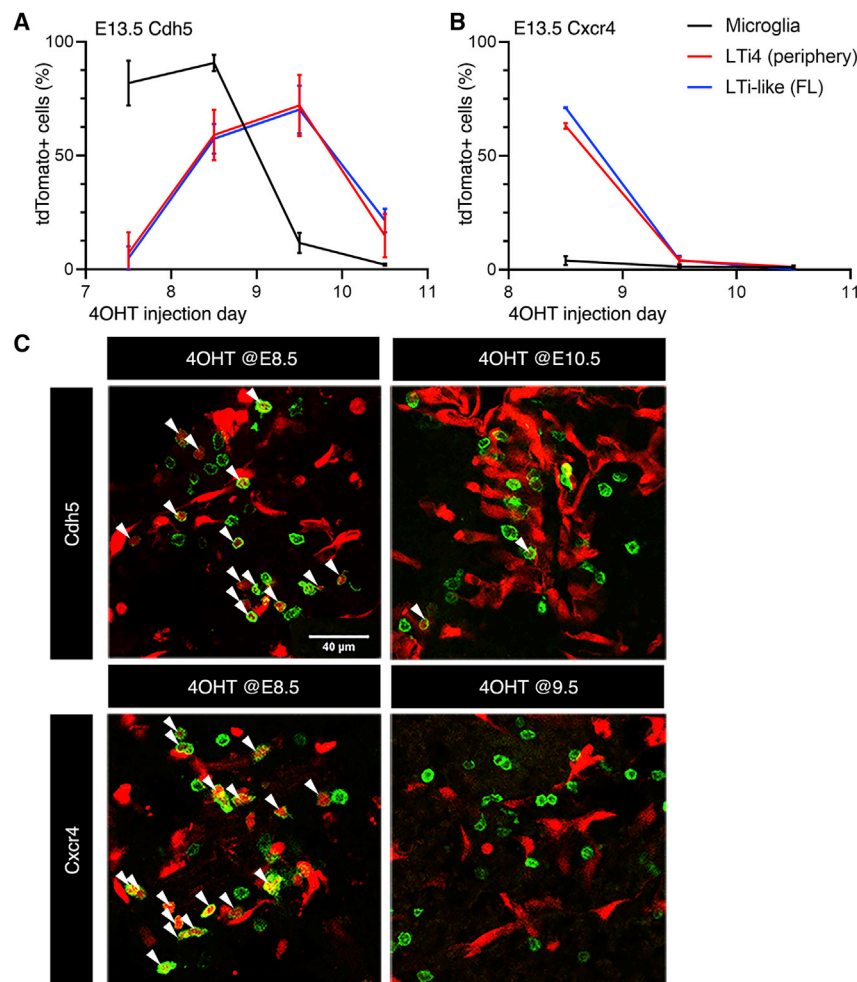 A
E13.5 Cdh5
tdTomato+ cells (%)
100
50
0
7
8
9
10
11
4OHT injection day
B
E13.5 Cxcr4
tdTomato+ cells (%)
100
50
0
8
9
10
11
4OHT injection day
Microglia
LTi4 (periphery)
LTi-like (FL)
C
4OHT @E8.5
4OHT @E10.5
Cdh5
40 µm
4OHT @E8.5
4OHT @9.5
Cxcr4